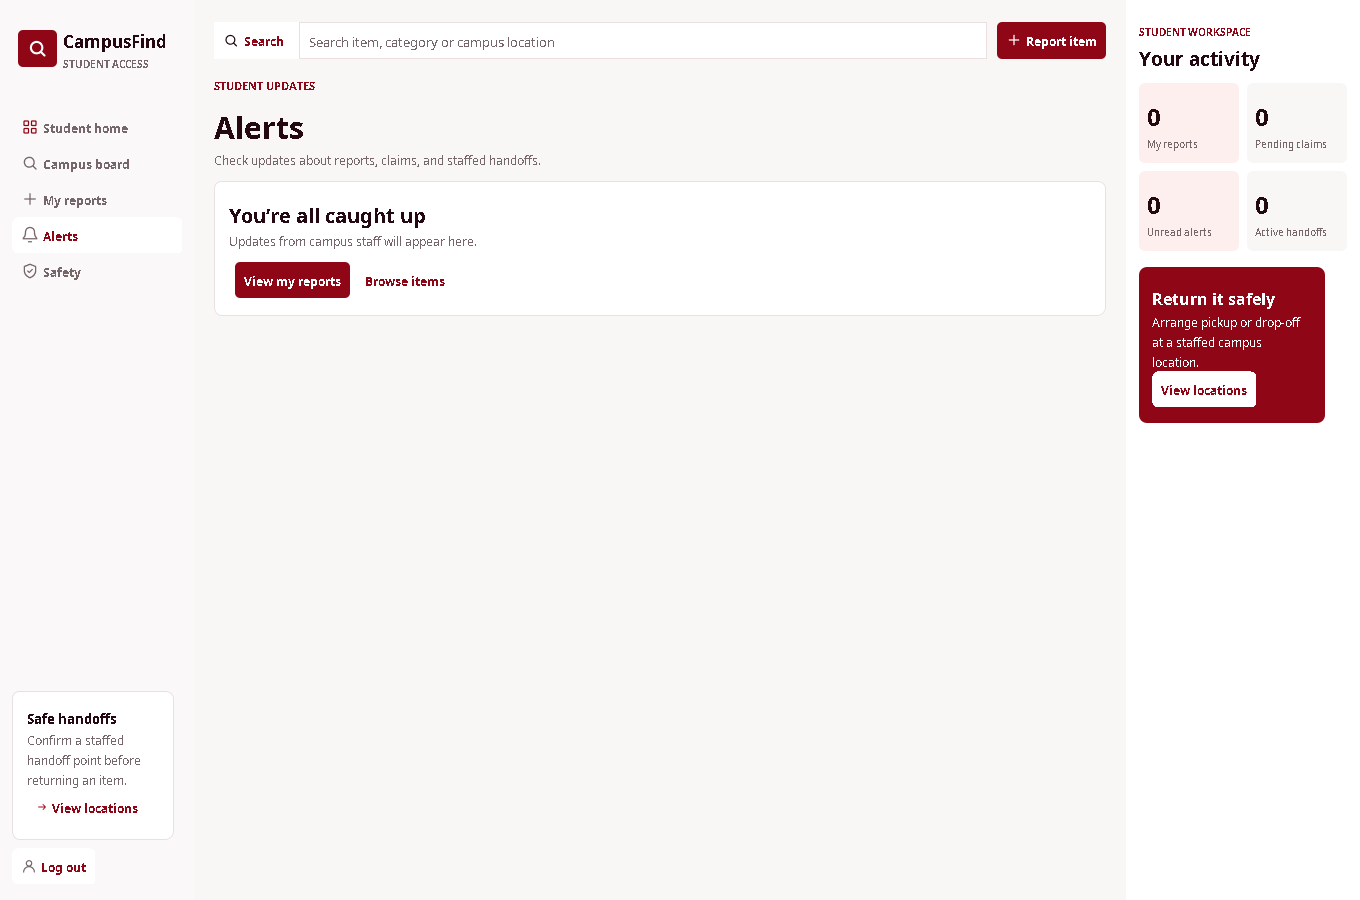 CampusFind
STUDENT ACCESS
Student home
Campus board
My reports
Alerts
Safety
Safe handoffs
Confirm a staffed
handoff point before
returning an item.
View locations
Log out
Search
Search item, category or campus location
Report item
STUDENT UPDATES
Alerts
Check updates about reports, claims, and staffed handoffs.
You’re all caught up
Updates from campus staff will appear here.
View my reports
Browse items
STUDENT WORKSPACE
Your activity
0
My reports
0
Pending claims
0
Unread alerts
0
Active handoffs
Return it safely
Arrange pickup or drop-off
at a staffed campus
location.
View locations